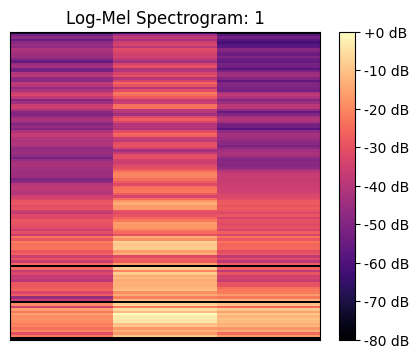 Log-Mel Spectrogram: 1
+0 dB
-10 dB
-20 dB
-30 dB
-40 dB
-50 dB
-60 dB
-70 dB
-80 dB